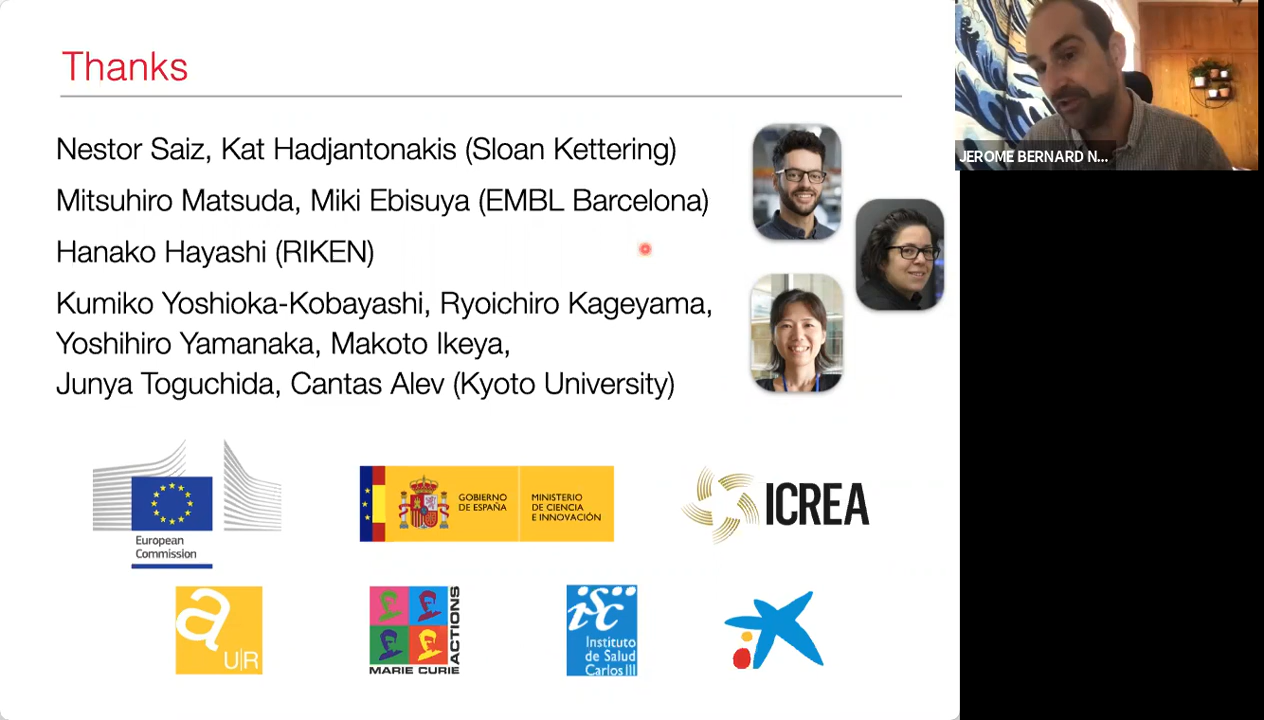 Thanks
Nestor Saiz, Kat Hadjantonakis (Sloan Kettering)
Mitsuhiro Matsuda, Miki Ebisuya (EMBL Barcelona)
Hanako Hayashi (RIKEN)
Kumiko Yoshioka-Kobayashi, Ryoichiro Kageyama,
Yoshihiro Yamanaka, Makoto Ikeya,
Junya Toguchida, Cantas Alev (Kyoto University)
JEROME BERNARD N...
European
Commission
GOBIERNO
DE ESPAÑA
MINISTERIO
DE CIENCIA
E INNOVACIÓN
ICREA
a
U|R
MARIE CURIE
ACTIONS
isc
Instituto
de Salud
Carlos III